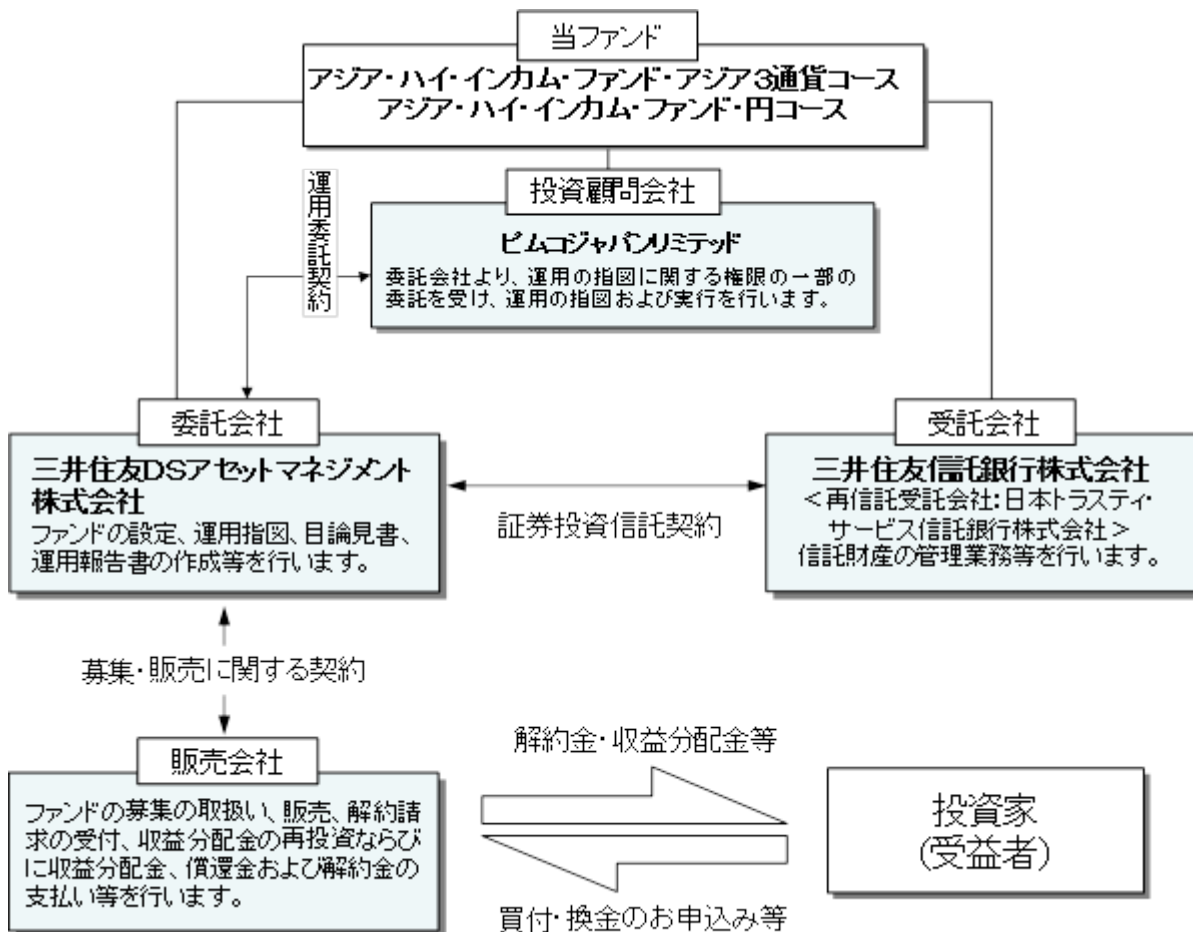 当ファンド
アジア・ハイ・インカム・ファンド・アジア3通貨コース
アジア・ハイ・インカム・ファンド・円コース
運用委託契約
投資顧問会社
ピムコジャパンリミテッド
委託会社より、運用の指図に関する権限の一部の
委託を受け、運用の指図および実行を行います。
委託会社
三井住友DSアセットマネジメント
株式会社
ファンドの設定、運用指図、目論見書、
運用報告書の作成等を行います。
証券投資信託契約
受託会社
三井住友信託銀行株式会社
<再信託受託会社:日本トラスティ・
サービス信託銀行株式会社>
信託財産の管理業務等を行います。
募集・販売に関する契約
販売会社
ファンドの募集の取扱い、販売、解約請
求の受付、収益分配金の再投資ならび
に収益分配金、償還金および解約金の
支払い等を行います。
解約金・収益分配金等
買付・換金のお申込み等
投資家
(受益者)